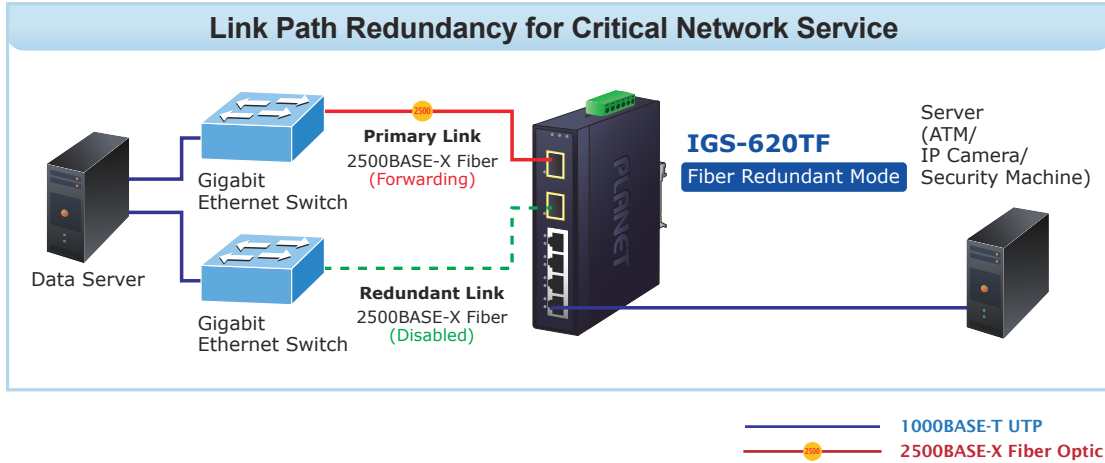 Link Path Redundancy for Critical Network Service
2500
Primary Link
2500BASE-X Fiber
(Forwarding)
Gigabit
Ethernet Switch
Data Server
Redundant Link
2500BASE-X Fiber
(Disabled)
Gigabit
Ethernet Switch
PLANET
IGS-620TF
Fiber Redundant Mode
Server
(ATM/
IP Camera/
Security Machine)
1000BASE-T UTP
2500
2500BASE-X Fiber Optic